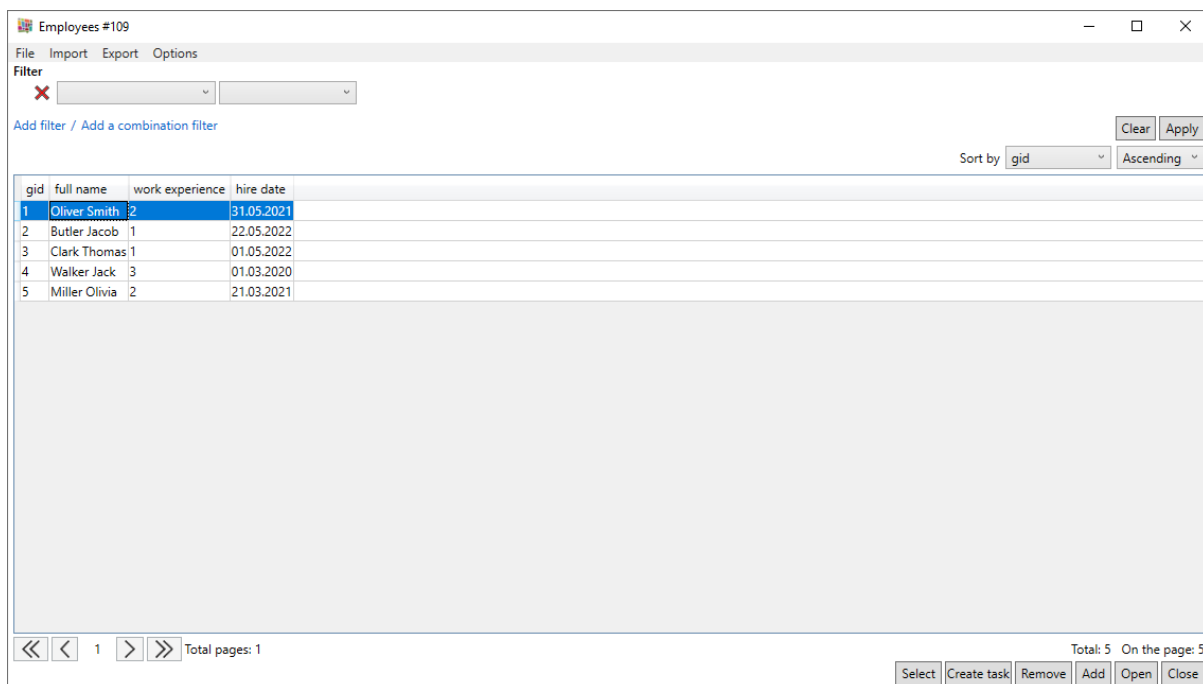 Employees #109
File Import Export Options
Filter
Add filter / Add a combination filter
Clear Apply
Sort by gid Ascending
gid full name work experience hire date
1 Oliver Smith 2 31.05.2021
2 Butler Jacob 1 22.05.2022
3 Clark Thomas 1 01.05.2022
4 Walker Jack 3 01.03.2020
5 Miller Olivia 2 21.03.2021
1 Total pages: 1 Total: 5 On the page: 5
Select Create task Remove Add Open Close